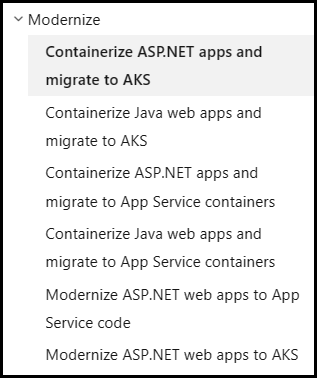 Modernize
Containerize ASP.NET apps and
migrate to AKS
Containerize Java web apps and
migrate to AKS
Containerize ASP.NET apps and
migrate to App Service containers
Containerize Java web apps and
migrate to App Service containers
Modernize ASP.NET web apps to App
Service code
Modernize ASP.NET web apps to AKS